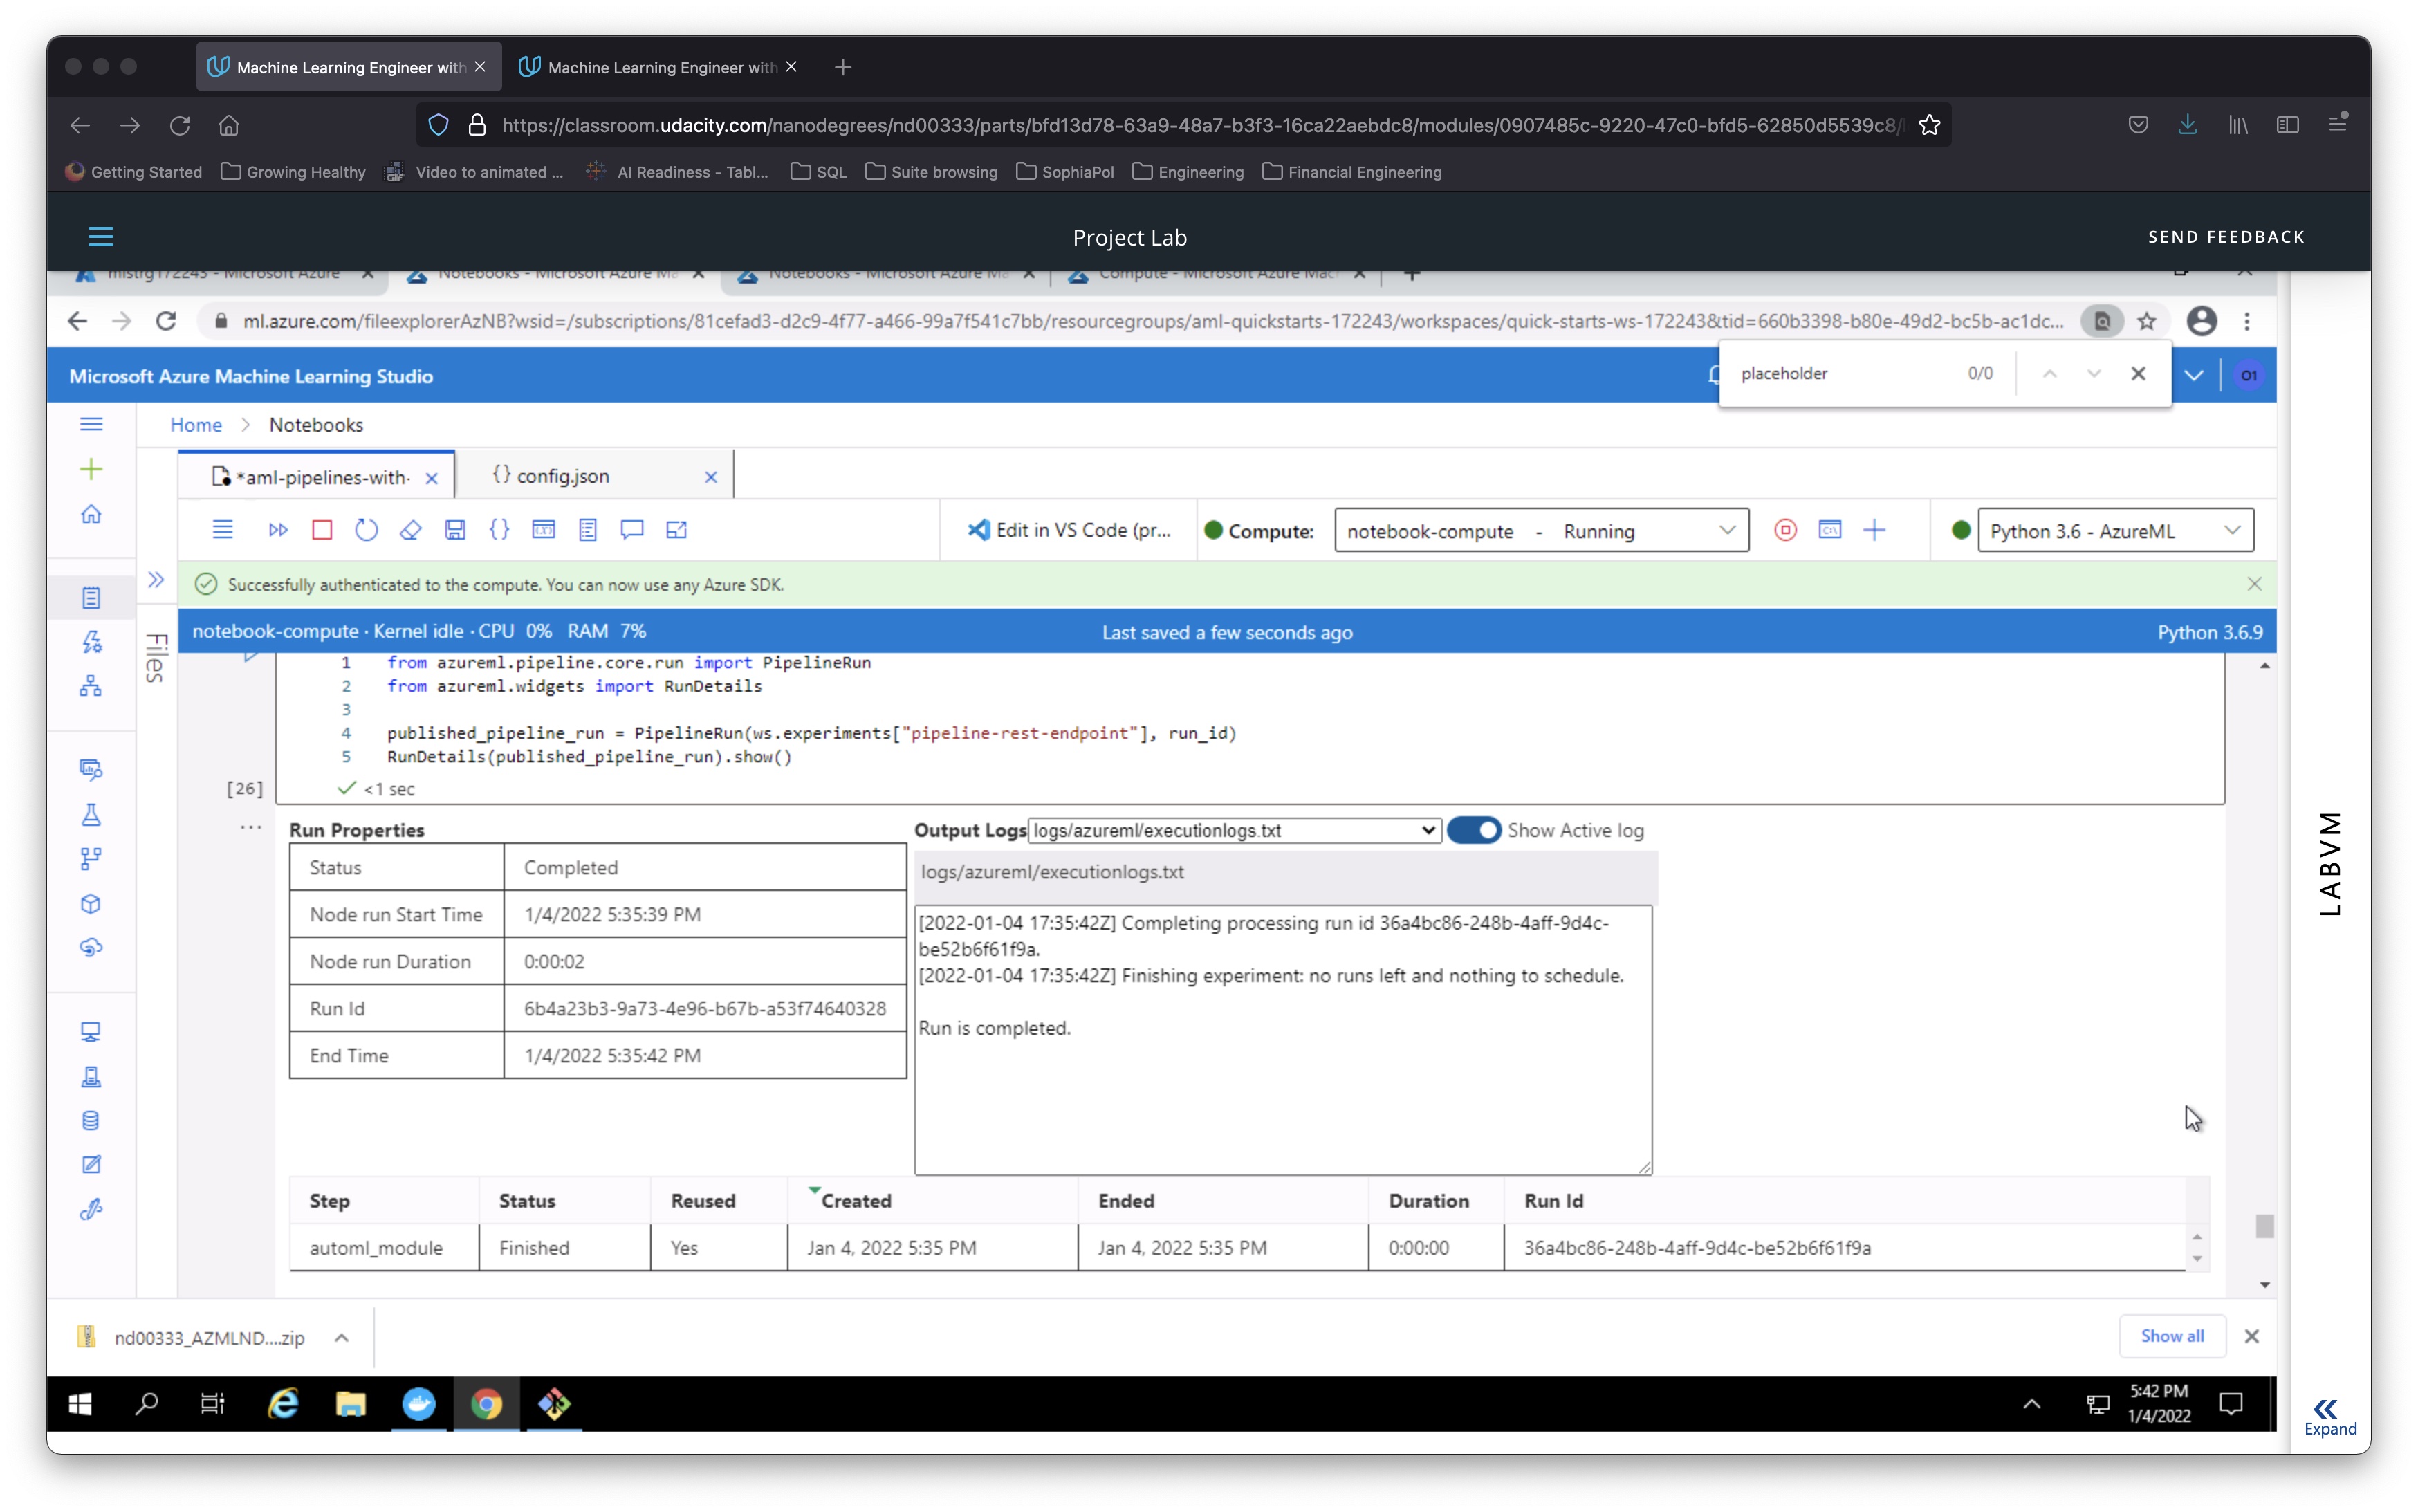 Machine Learning Engineer with
Machine Learning Engineer with
https://classroom.udacity.com/nanodegrees/nd00333/parts/bfd13d78-63a9-48a7-b3f3-16ca22aebdc8/modules/0907485c-9220-47c0-bfd5-62850d5539c8/
Getting Started
Growing Healthy
Video to animated ...
AI Readiness - Tabl...
SQL
Suite browsing
SophiaPol
Engineering
Financial Engineering
Project Lab
SEND FEEDBACK
mlstrg172243 - Microsoft Azure
Notebooks - Microsoft Azure Ma
Notebooks - Microsoft Azure Ma
Compute - Microsoft Azure Mac
ml.azure.com/fileexplorerAzNB?wsid=/subscriptions/81cefad3-d2c9-4f77-a466-99a7f541c7bb/resourcegroups/aml-quickstarts-172243/workspaces/quick-starts-ws-172243&tid=660b3398-b80e-49d2-bc5b-ac1dc...
Microsoft Azure Machine Learning Studio
placeholder 0/0
O1
Home > Notebooks
*aml-pipelines-with-
{} config.json
Edit in VS Code (pr...
Compute: notebook-compute - Running
Python 3.6 - AzureML
Successfully authenticated to the compute. You can now use any Azure SDK.
notebook-compute · Kernel idle · CPU 0% RAM 7%
Last saved a few seconds ago
Python 3.6.9
Files
1 from azureml.pipeline.core.run import PipelineRun
2 from azureml.widgets import RunDetails
3
4 published_pipeline_run = PipelineRun(ws.experiments["pipeline-rest-endpoint"], run_id)
5 RunDetails(published_pipeline_run).show()
[26] <1 sec
Run Properties
Status Completed
Node run Start Time 1/4/2022 5:35:39 PM
Node run Duration 0:00:02
Run Id 6b4a23b3-9a73-4e96-b67b-a53f74640328
End Time 1/4/2022 5:35:42 PM
Output Logs logs/azureml/executionlogs.txt Show Active log
logs/azureml/executionlogs.txt
[2022-01-04 17:35:42Z] Completing processing run id 36a4bc86-248b-4aff-9d4c-
be52b6f61f9a.
[2022-01-04 17:35:42Z] Finishing experiment: no runs left and nothing to schedule.
Run is completed.
Step Status Reused Created Ended Duration Run Id
automl_module Finished Yes Jan 4, 2022 5:35 PM Jan 4, 2022 5:35 PM 0:00:00 36a4bc86-248b-4aff-9d4c-be52b6f61f9a
LABVM
nd00333_AZMLND....zip
Show all
5:42 PM
1/4/2022
Expand